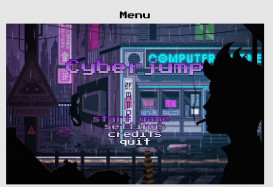 Menu
COMPUTER
Cyberjump
start game
settings
credits
quit